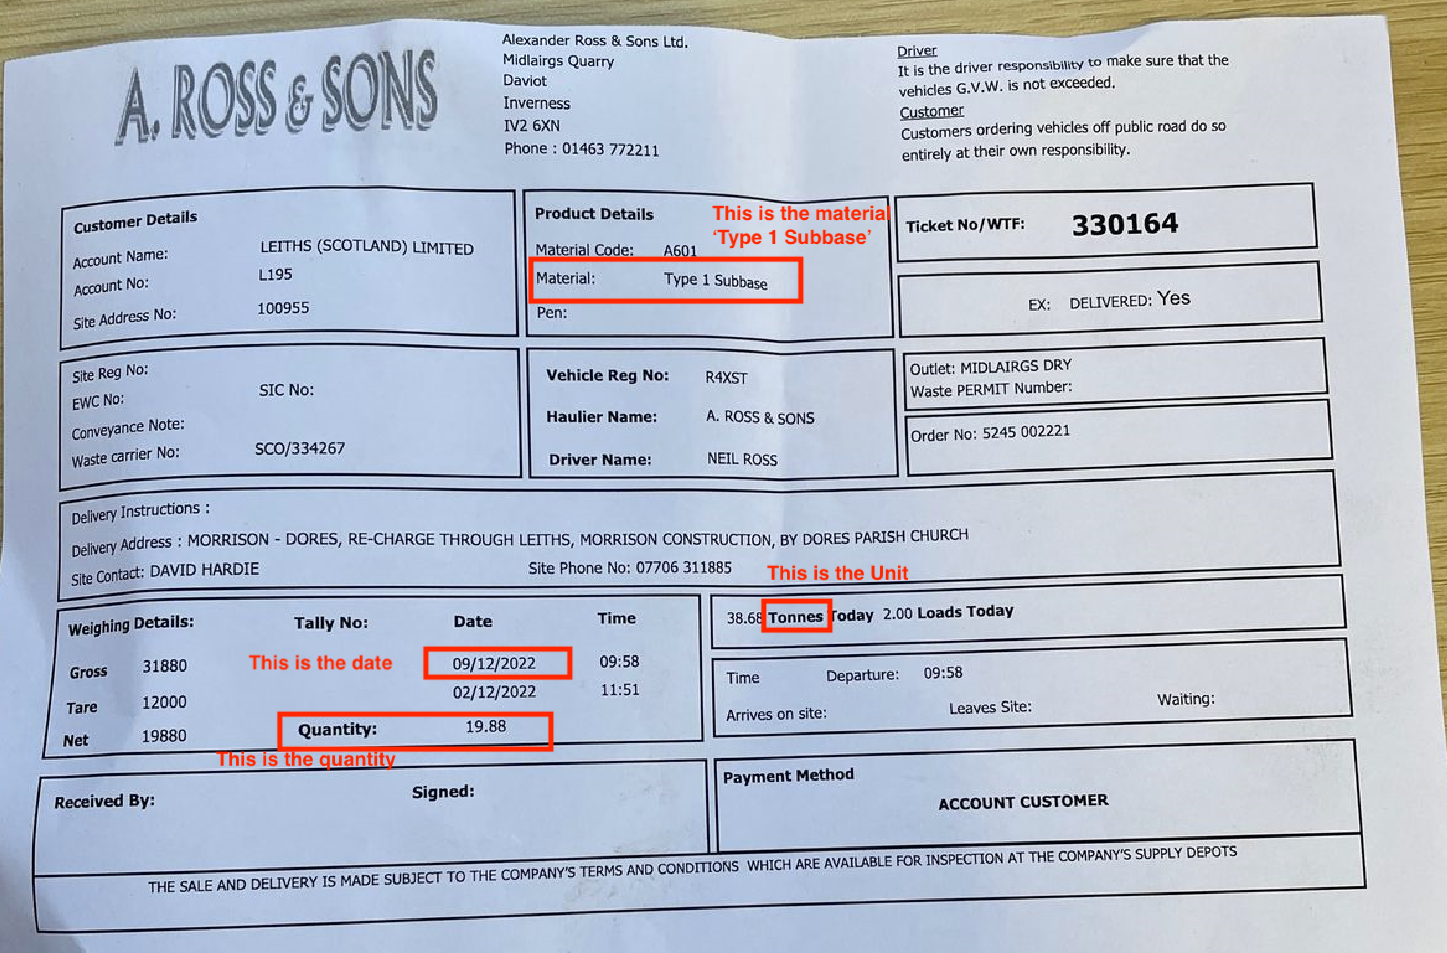 A. ROSS & SONS
Alexander Ross & Sons Ltd.
Midlairgs Quarry
Daviot
Inverness
IV2 6XN
Phone : 01463 772211
Driver
It is the driver responsibility to make sure that the
vehicles G.V.W. is not exceeded.
Customer
Customers ordering vehicles off public road do so
entirely at their own responsibility.
Customer Details
Account Name: LEITHS (SCOTLAND) LIMITED
Account No: L195
Site Address No: 100955
Product Details
This is the material
'Type 1 Subbase'
Material Code: A601
Material: Type 1 Subbase
Pen:
Ticket No/WTF: 330164
EX: DELIVERED: Yes
Site Reg No:
EWC No: SIC No:
Conveyance Note:
Waste carrier No: SCO/334267
Vehicle Reg No: R4XST
Haulier Name: A. ROSS & SONS
Driver Name: NEIL ROSS
Outlet: MIDLAIRGS DRY
Waste PERMIT Number:
Order No: 5245 002221
Delivery Instructions :
Delivery Address : MORRISON - DORES, RE-CHARGE THROUGH LEITHS, MORRISON CONSTRUCTION, BY DORES PARISH CHURCH
Site Contact: DAVID HARDIE Site Phone No: 07706 311885
This is the Unit
Weighing Details: Tally No: Date Time
Gross 31880 This is the date 09/12/2022 09:58
Tare 12000 02/12/2022 11:51
Net 19880 Quantity: 19.88
This is the quantity
38.68 Tonnes Today 2.00 Loads Today
Time Departure: 09:58
Arrives on site: Leaves Site: Waiting:
Received By: Signed:
Payment Method
ACCOUNT CUSTOMER
THE SALE AND DELIVERY IS MADE SUBJECT TO THE COMPANY'S TERMS AND CONDITIONS WHICH ARE AVAILABLE FOR INSPECTION AT THE COMPANY'S SUPPLY DEPOTS